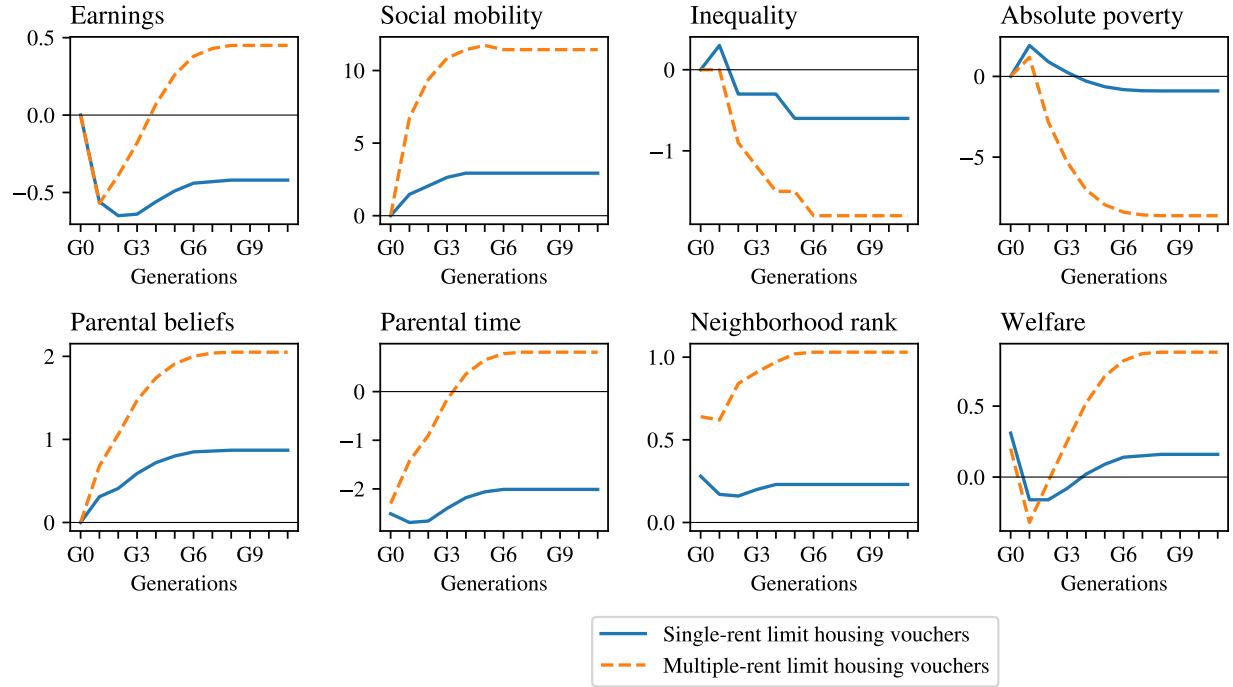 Earnings
Social mobility
Inequality
Absolute poverty
0.5
0.0
−0.5
10
5
0
0
−1
0
−5
G0 G3 G6 G9
G0 G3 G6 G9
G0 G3 G6 G9
G0 G3 G6 G9
Generations
Generations
Generations
Generations
Parental beliefs
Parental time
Neighborhood rank
Welfare
2
1
0
0
−1
−2
1.0
0.5
0.0
0.5
0.0
G0 G3 G6 G9
G0 G3 G6 G9
G0 G3 G6 G9
G0 G3 G6 G9
Generations
Generations
Generations
Generations
Single-rent limit housing vouchers
Multiple-rent limit housing vouchers